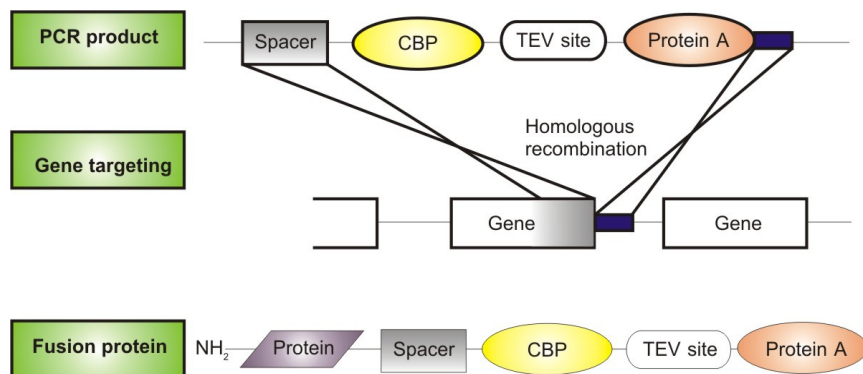 PCR product
Spacer
CBP
TEV site
Protein A
Homologous
recombination
Gene targeting
Gene
Gene
Fusion protein
NH2
Protein
Spacer
CBP
TEV site
Protein A